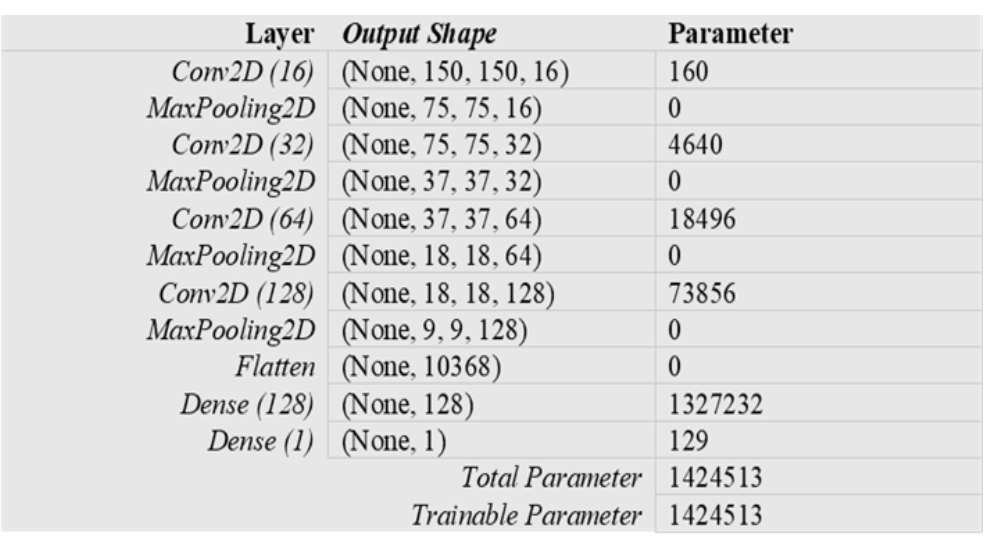 Layer Output Shape Parameter
Conv2D (16) (None, 150, 150, 16) 160
MaxPooling2D (None, 75, 75, 16) 0
Conv2D (32) (None, 75, 75, 32) 4640
MaxPooling2D (None, 37, 37, 32) 0
Conv2D (64) (None, 37, 37, 64) 18496
MaxPooling2D (None, 18, 18, 64) 0
Conv2D (128) (None, 18, 18, 128) 73856
MaxPooling2D (None, 9, 9, 128) 0
Flatten (None, 10368) 0
Dense (128) (None, 128) 1327232
Dense (1) (None, 1) 129
Total Parameter 1424513
Trainable Parameter 1424513